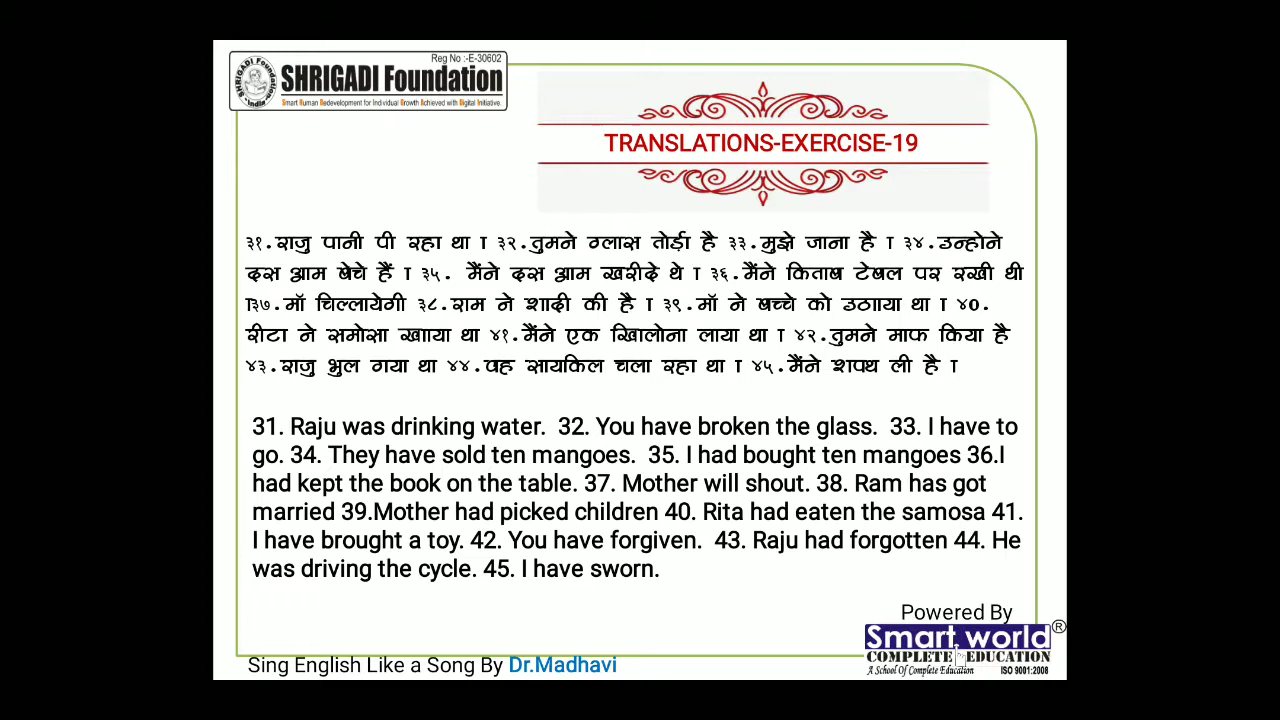 Reg No :-E-30602
SHRIGADI Foundation
Smart Human Redevelopment for Individual Growth Achieved with Digital Initiative.
SHRIGADI Foundation
India
TRANSLATIONS-EXERCISE-19
३१.राजु पानी पी रहा था I ३२.तुमने ग्लास तोर्ड़ा है ३३.मुझे जाना है I ३४.उन्होने
दस आम बेचे हैं I ३५. मैंने दस आम खरीदे थे I ३६.मैंने किताब टेबल पर रखी थी
I३७.मॉ चिल्लायेगी ३८.राम ने शादी की है I ३९.मॉ ने बच्चे को उठााया था I ४0.
रीटा ने समोसा खााया था ४१.मैंने एक खिालोना लाया था I ४२.तुमने माफ किया है
४३.राजु भुल गया था ४४.वह सायकिल चला रहा था I ४५.मैंने शपथ ली है I
31. Raju was drinking water. 32. You have broken the glass. 33. I have to
go. 34. They have sold ten mangoes. 35. I had bought ten mangoes 36.I
had kept the book on the table. 37. Mother will shout. 38. Ram has got
married 39.Mother had picked children 40. Rita had eaten the samosa 41.
I have brought a toy. 42. You have forgiven. 43. Raju had forgotten 44. He
was driving the cycle. 45. I have sworn.
Powered By
Smart world ®
COMPLETE EDUCATION
A School Of Complete Education ISO 9001:2008
Sing English Like a Song By Dr.Madhavi